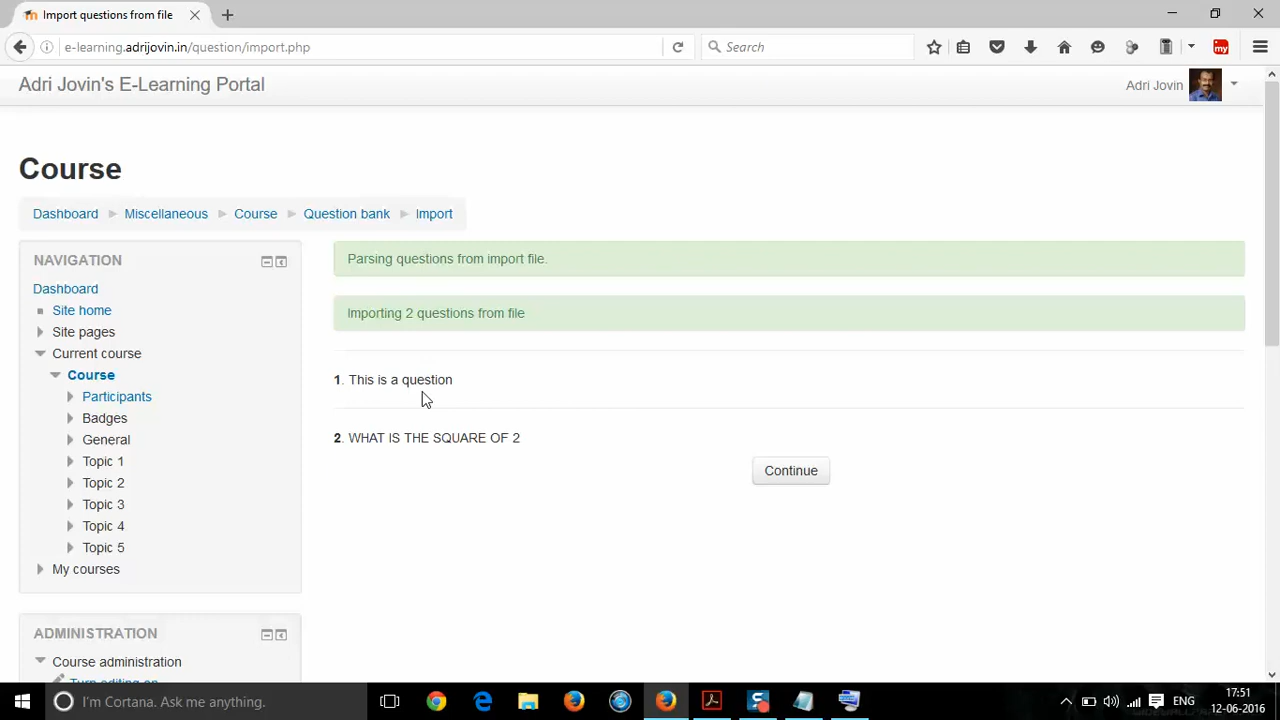 Import questions from file
e-learning.adrijovin.in/question/import.php
Search
my
Adri Jovin's E-Learning Portal
Adri Jovin
Course
Dashboard Miscellaneous Course Question bank Import
NAVIGATION
Dashboard
Site home
Site pages
Current course
Course
Participants
Badges
General
Topic 1
Topic 2
Topic 3
Topic 4
Topic 5
My courses
ADMINISTRATION
Course administration
Turn editing on
Parsing questions from import file.
Importing 2 questions from file
1. This is a question
2. WHAT IS THE SQUARE OF 2
Continue
I'm Cortana. Ask me anything.
ENG
17:51
12-06-2016